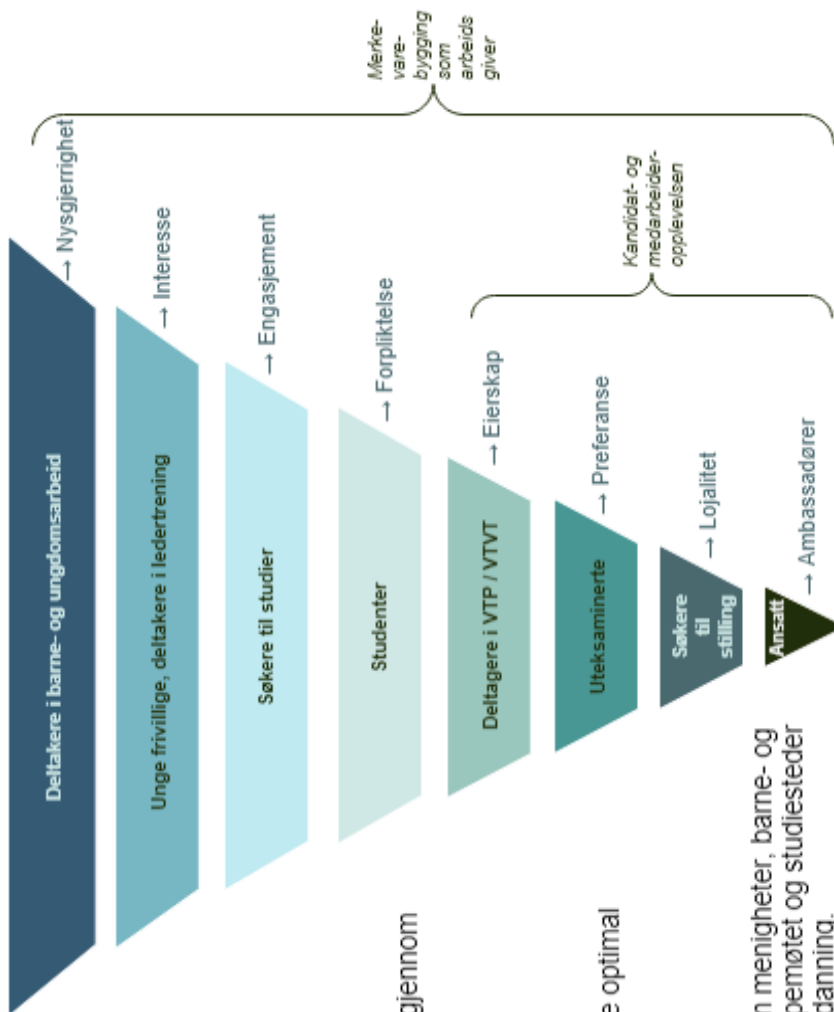 Deltakere i barne- og ungdomsarbeid
→ Nysgjerrighet
Unge frivillige, deltakere i ledertrening
→ Interesse
Søkere til studier
→ Engasjement
Studenter
→ Forpliktelse
Deltagere i VTP / VTVT
→ Eierskap
Uteksaminerte
→ Preferanse
Søkere
til
stilling
→ Lojalitet
Ansatt
→ Ambassadører
Merke-
vare-
bygging
som
arbeids
giver
Kandidat- og
medarbeider-
opplevelsen
gjennom
e optimal
menigheter, barne- og
og studiesteder